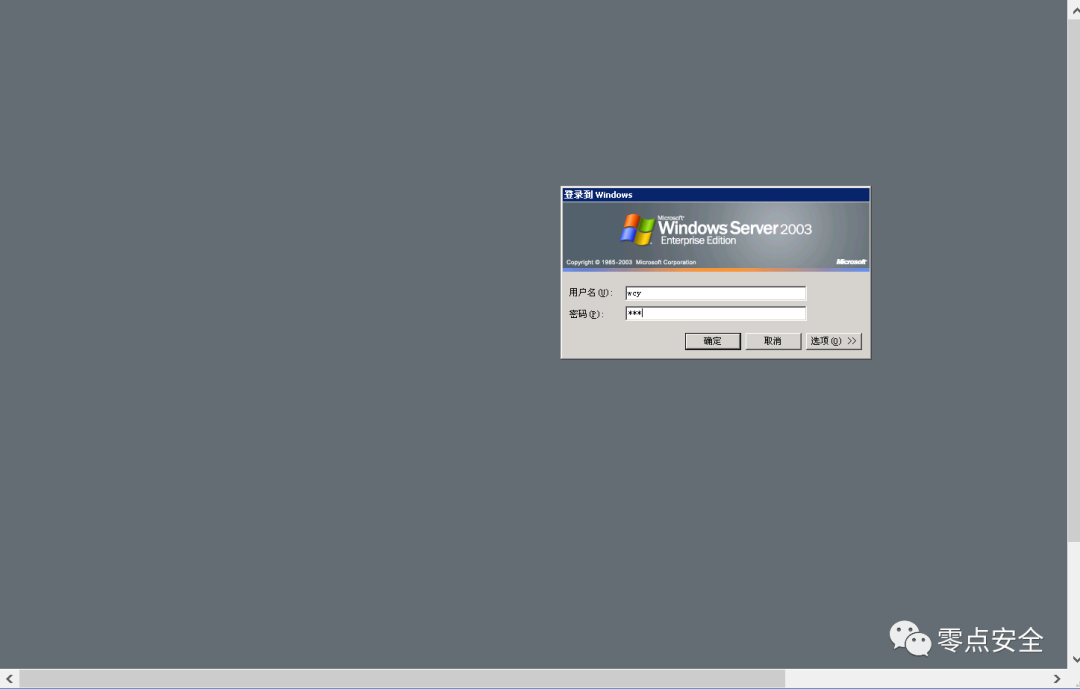 登录到 Windows
Microsoft
Windows Server 2003
Enterprise Edition
Copyright © 1985-2003 Microsoft Corporation
Microsoft
用户名(U):
wcy
密码(P):
***
确定
取消
选项(O) >>
零点安全